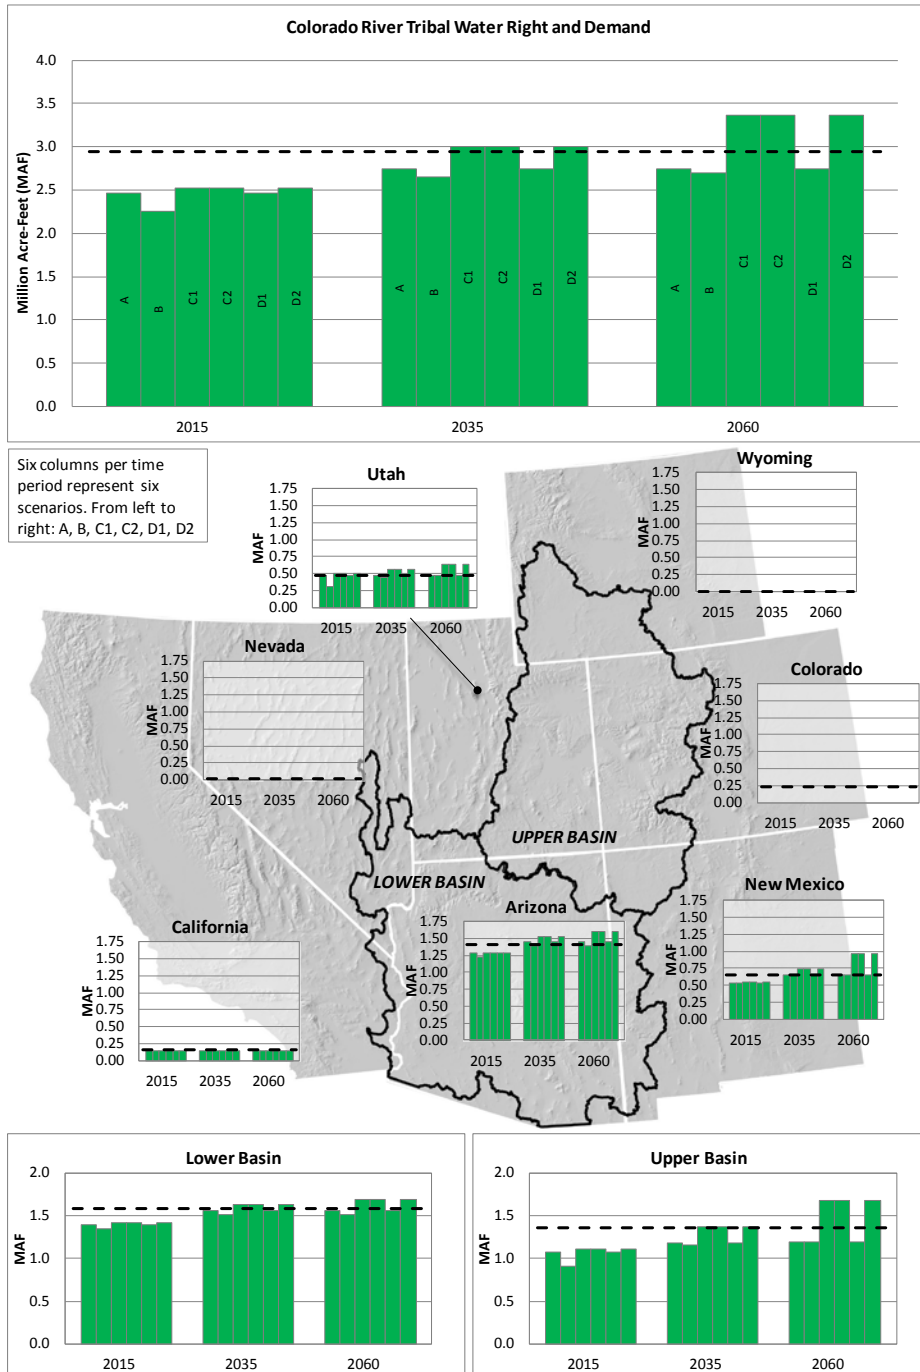 Colorado River Tribal Water Right and Demand
Million Acre-Feet (MAF)
4.0
3.5
3.0
2.5
2.0
1.5
1.0
0.5
0.0
A B C1 C2 D1 D2
A B C1 C2 D1 D2
A B C1 C2 D1 D2
2015 2035 2060
Six columns per time
period represent six
scenarios. From left to
right: A, B, C1, C2, D1, D2
Utah
MAF
1.75
1.50
1.25
1.00
0.75
0.50
0.25
0.00
2015 2035 2060
Wyoming
MAF
1.75
1.50
1.25
1.00
0.75
0.50
0.25
0.00
2015 2035 2060
Nevada
MAF
1.75
1.50
1.25
1.00
0.75
0.50
0.25
0.00
2015 2035 2060
Colorado
MAF
1.75
1.50
1.25
1.00
0.75
0.50
0.25
0.00
2015 2035 2060
UPPER BASIN
LOWER BASIN
California
MAF
1.75
1.50
1.25
1.00
0.75
0.50
0.25
0.00
2015 2035 2060
Arizona
MAF
1.75
1.50
1.25
1.00
0.75
0.50
0.25
0.00
2015 2035 2060
New Mexico
MAF
1.75
1.50
1.25
1.00
0.75
0.50
0.25
0.00
2015 2035 2060
Lower Basin
MAF
2.0
1.5
1.0
0.5
0.0
2015 2035 2060
Upper Basin
MAF
2.0
1.5
1.0
0.5
0.0
2015 2035 2060